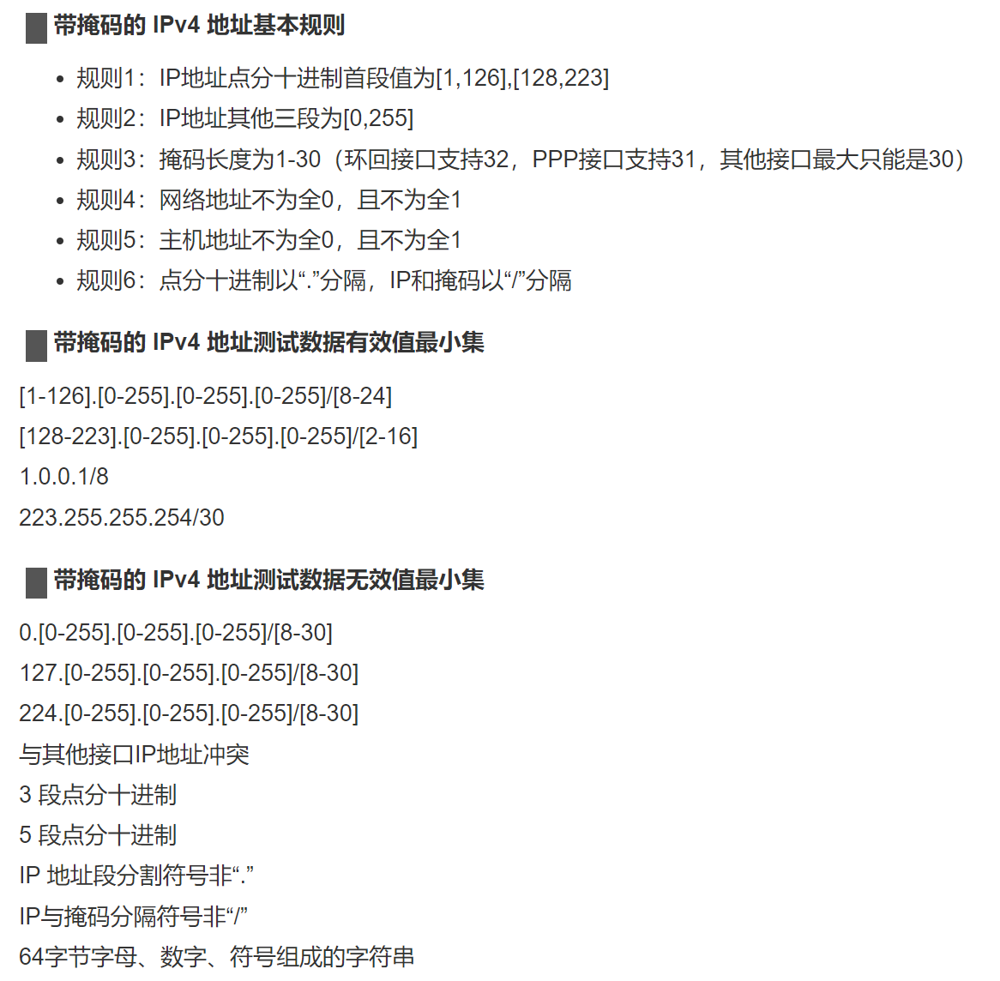 带掩码的 IPv4 地址基本规则
规则1：IP地址点分十进制首段值为[1,126],[128,223]
规则2：IP地址其他三段为[0,255]
规则3：掩码长度为1-30（环回接口支持32，PPP接口支持31，其他接口最大只能是30）
规则4：网络地址不为全0，且不为全1
规则5：主机地址不为全0，且不为全1
规则6：点分十进制以“.”分隔，IP和掩码以“/”分隔
带掩码的 IPv4 地址测试数据有效值最小集
[1-126].[0-255].[0-255].[0-255]/[8-24]
[128-223].[0-255].[0-255].[0-255]/[2-16]
1.0.0.1/8
223.255.255.254/30
带掩码的 IPv4 地址测试数据无效值最小集
0.[0-255].[0-255].[0-255]/[8-30]
127.[0-255].[0-255].[0-255]/[8-30]
224.[0-255].[0-255].[0-255]/[8-30]
与其他接口IP地址冲突
3 段点分十进制
5 段点分十进制
IP 地址段分割符号非“.”
IP与掩码分隔符号非“/”
64字节字母、数字、符号组成的字符串